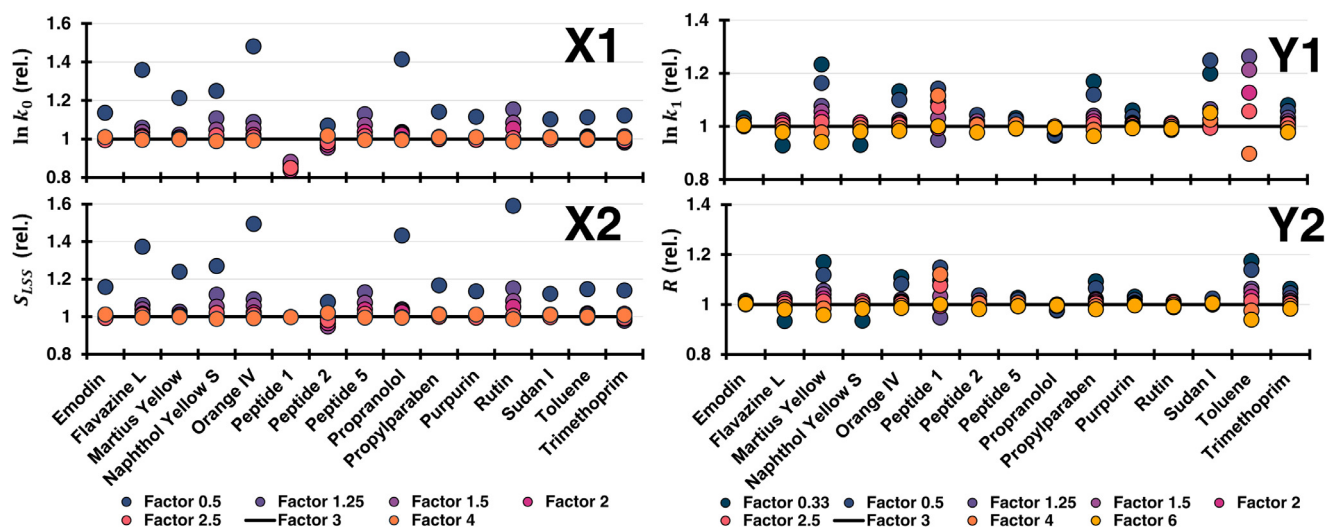 X1
ln k₀ (rel.)
1.6
1.4
1.2
1
0.8
X2
S_LSS (rel.)
1.6
1.4
1.2
1
0.8
Emodin
Flavazine L
Martius Yellow
Naphthol Yellow S
Orange IV
Peptide 1
Peptide 2
Peptide 5
Propranolol
Propylparaben
Purpurin
Rutin
Sudan I
Toluene
Trimethoprim
Factor 0.5 Factor 1.25 Factor 1.5 Factor 2
Factor 2.5 Factor 3 Factor 4
Y1
ln k₁ (rel.)
1.4
1.2
1
0.8
Y2
R (rel.)
1.4
1.2
1
0.8
Emodin
Flavazine L
Martius Yellow
Naphthol Yellow S
Orange IV
Peptide 1
Peptide 2
Peptide 5
Propranolol
Propylparaben
Purpurin
Rutin
Sudan I
Toluene
Trimethoprim
Factor 0.33 Factor 0.5 Factor 1.25 Factor 1.5 Factor 2
Factor 2.5 Factor 3 Factor 4 Factor 6